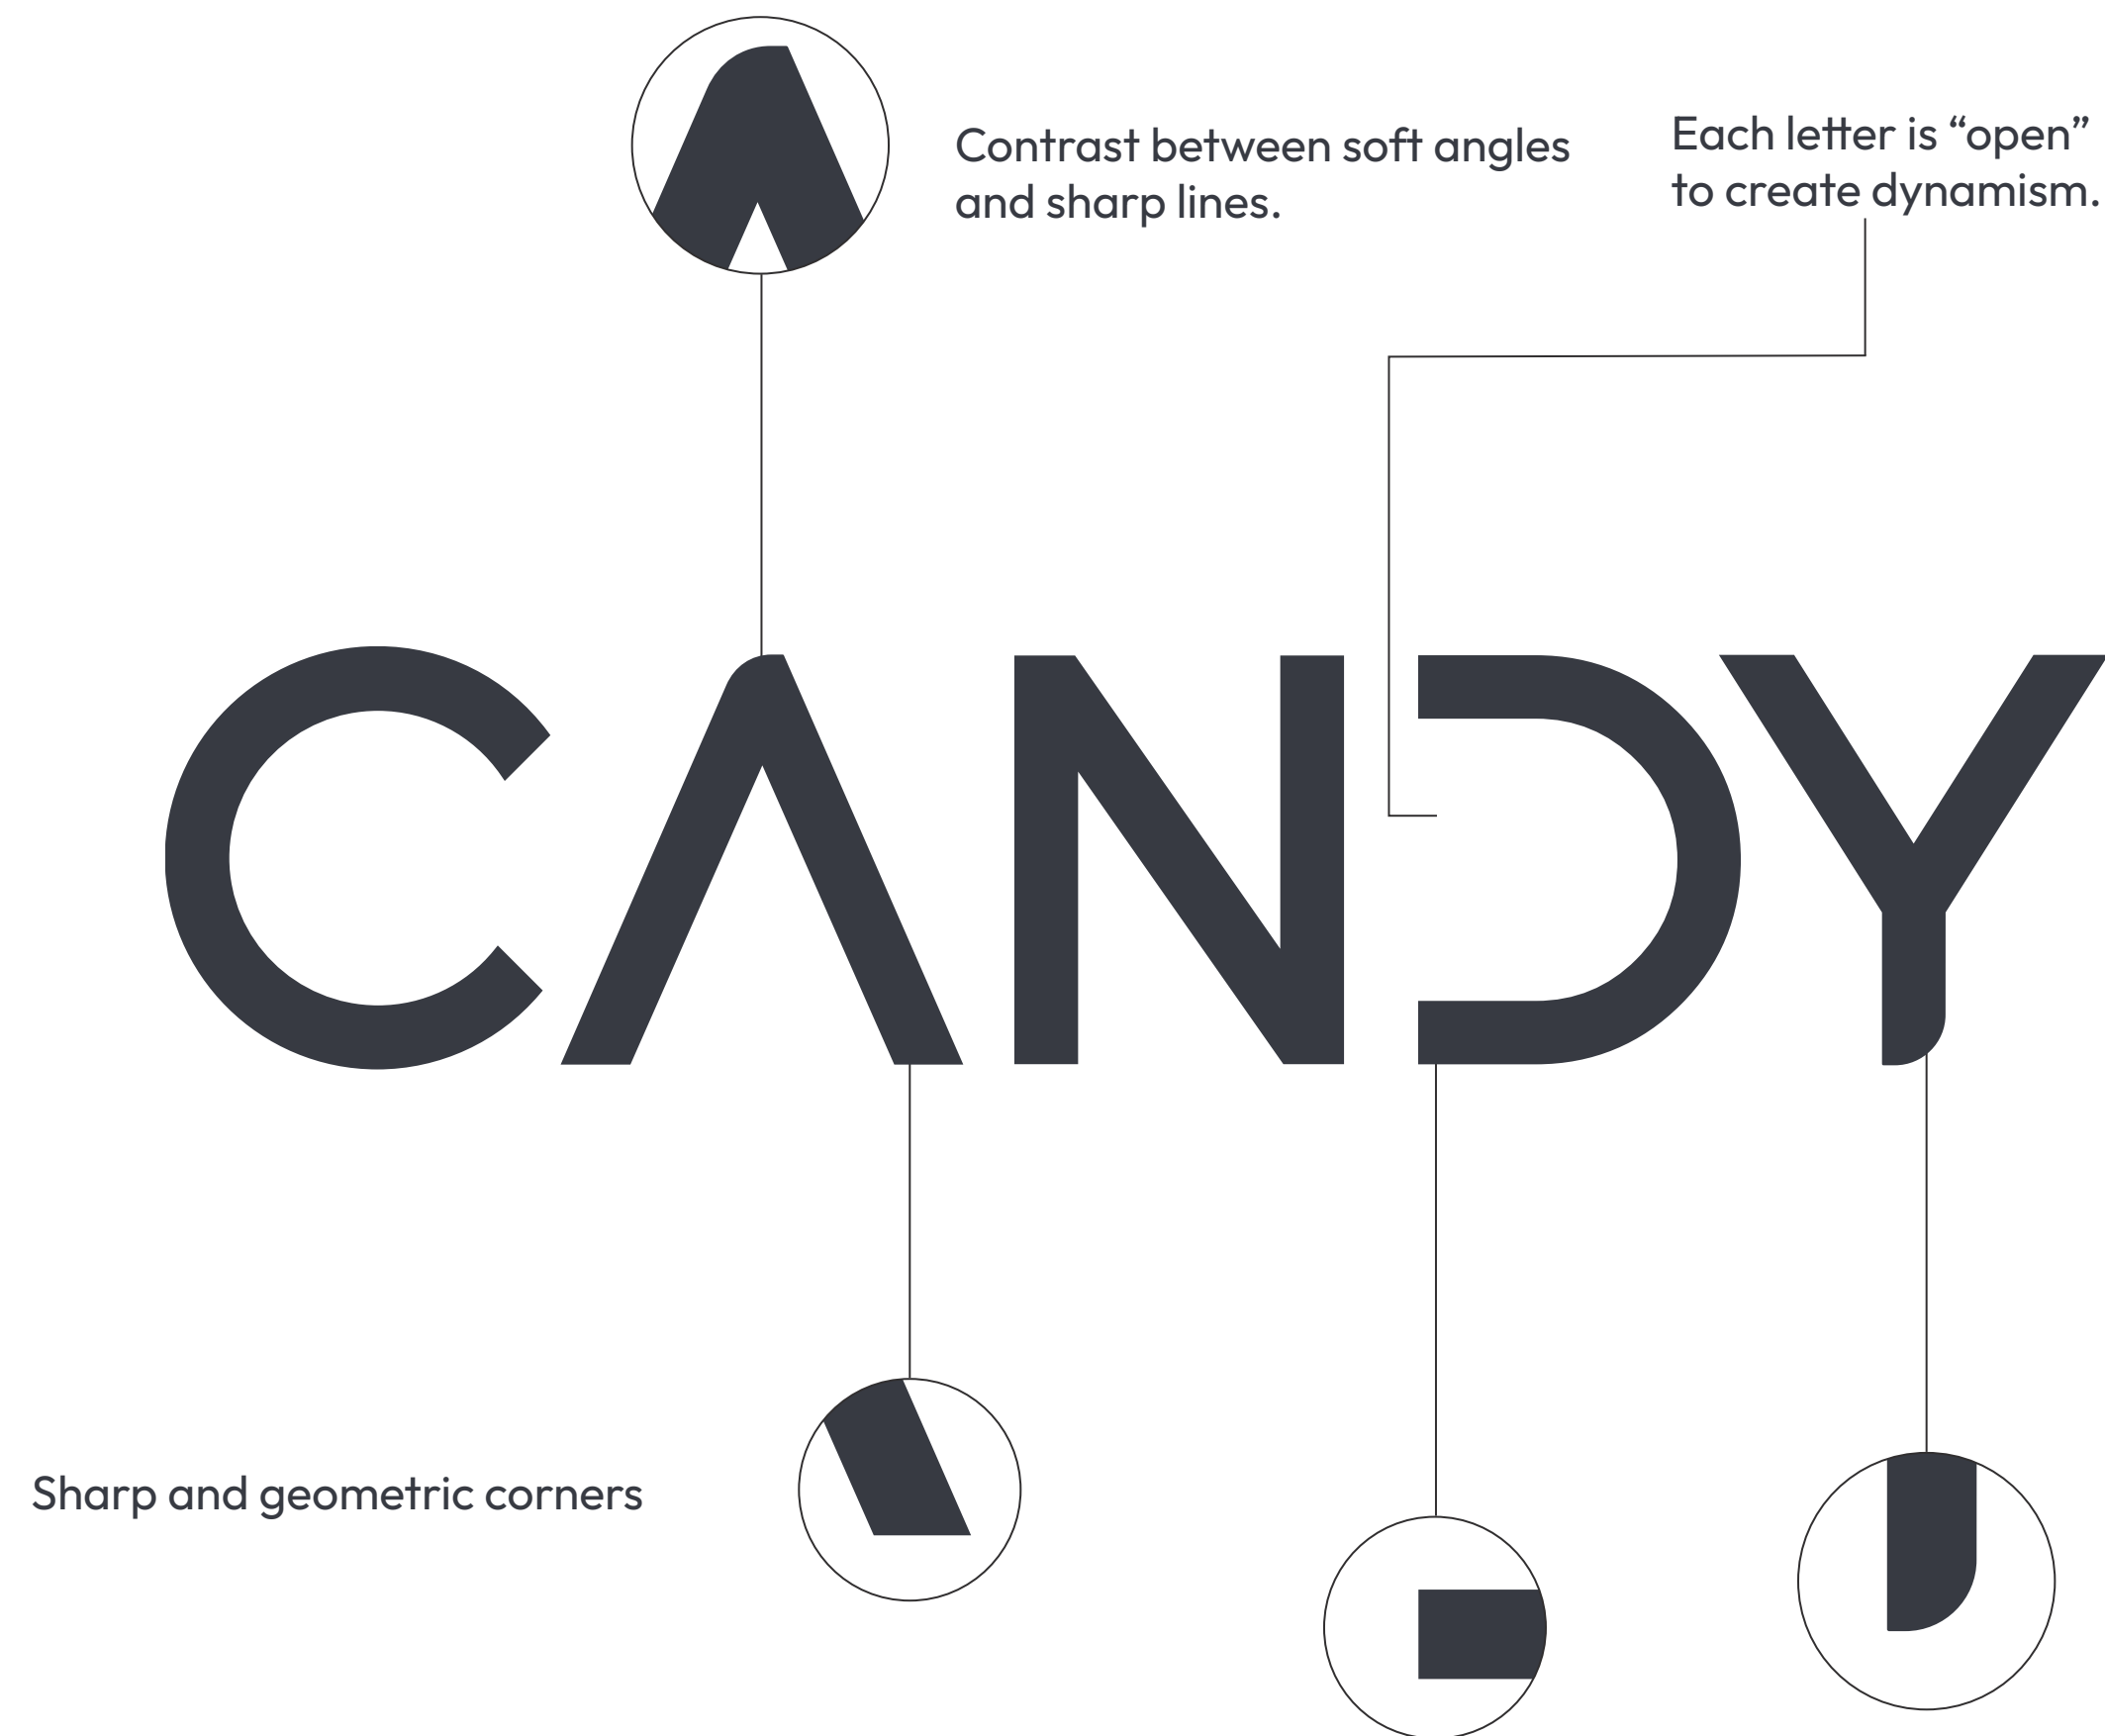 Contrast between soft angles
and sharp lines.
Each letter is “open”
to create dynamism.
CANDY
Sharp and geometric corners